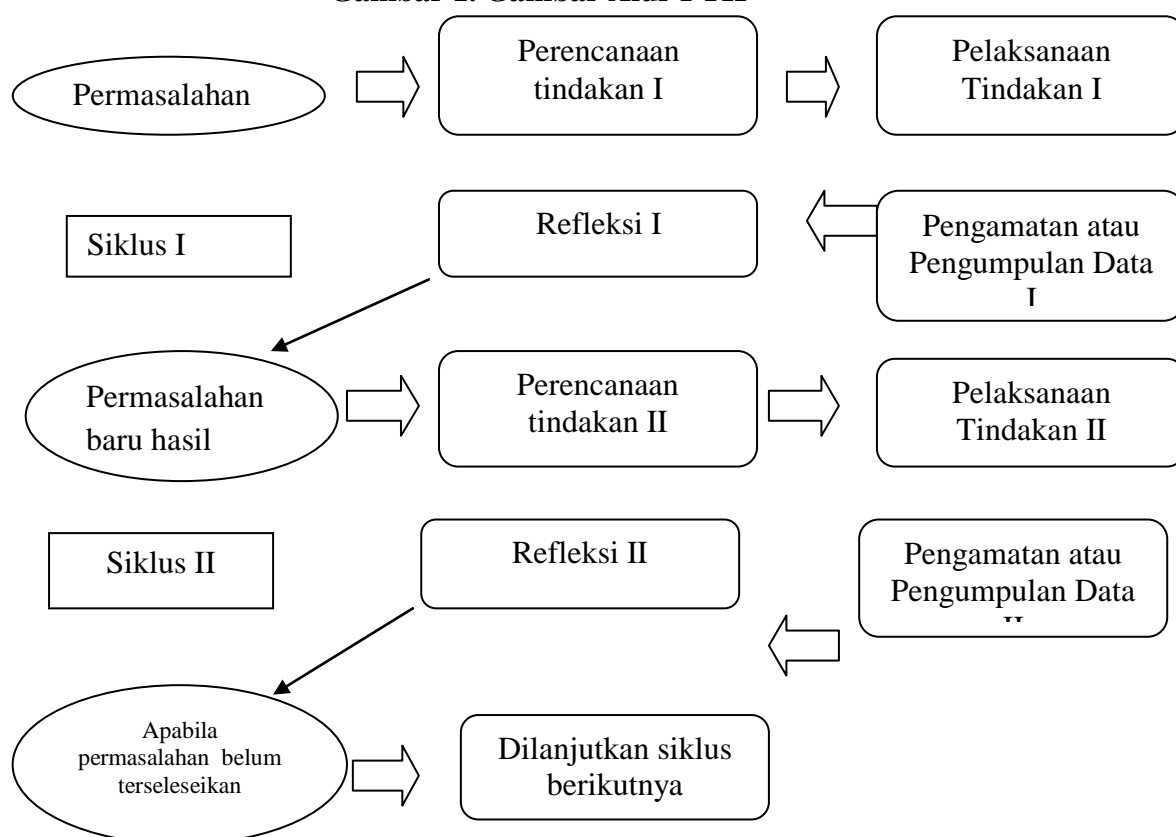 Permasalahan
Perencanaan
tindakan I
Pelaksanaan
Tindakan I
Siklus I
Refleksi I
Pengamatan atau
Pengumpulan Data
I
Permasalahan
baru hasil
Perencanaan
tindakan II
Pelaksanaan
Tindakan II
Siklus II
Refleksi II
Pengamatan atau
Pengumpulan Data
II
Apabila
permasalahan belum
terseleseikan
Dilanjutkan siklus
berikutnya